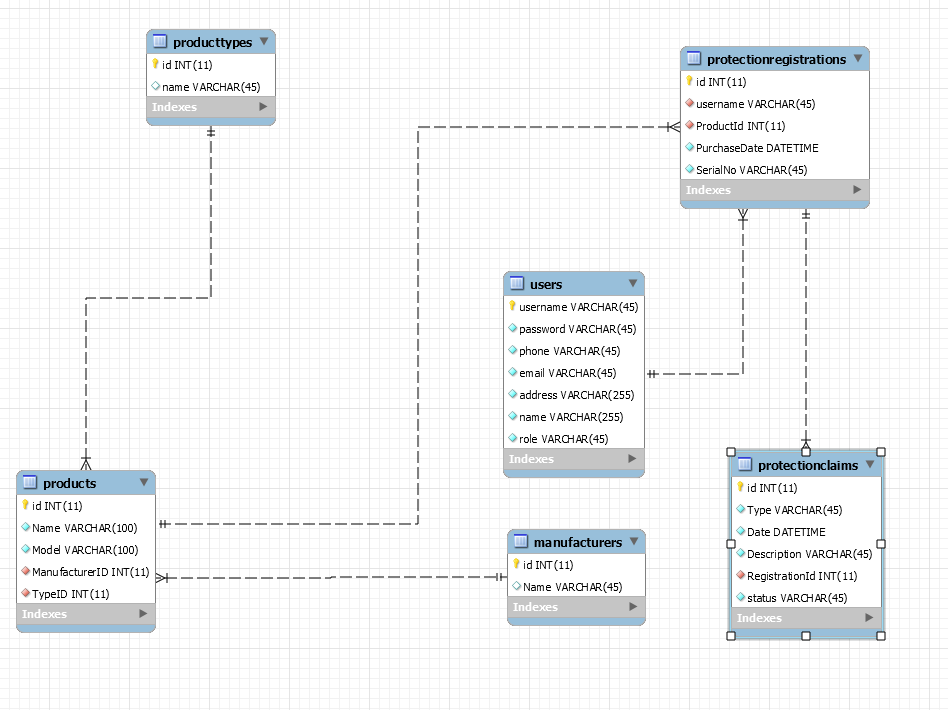 producttypes
id INT(11)
name VARCHAR(45)
Indexes
protectionregistrations
id INT(11)
username VARCHAR(45)
ProductId INT(11)
PurchaseDate DATETIME
SerialNo VARCHAR(45)
Indexes
users
username VARCHAR(45)
password VARCHAR(45)
phone VARCHAR(45)
email VARCHAR(45)
address VARCHAR(255)
name VARCHAR(255)
role VARCHAR(45)
Indexes
products
id INT(11)
Name VARCHAR(100)
Model VARCHAR(100)
ManufacturerID INT(11)
TypeID INT(11)
Indexes
manufacturers
id INT(11)
Name VARCHAR(45)
Indexes
protectionclaims
id INT(11)
Type VARCHAR(45)
Date DATETIME
Description VARCHAR(45)
RegistrationId INT(11)
status VARCHAR(45)
Indexes